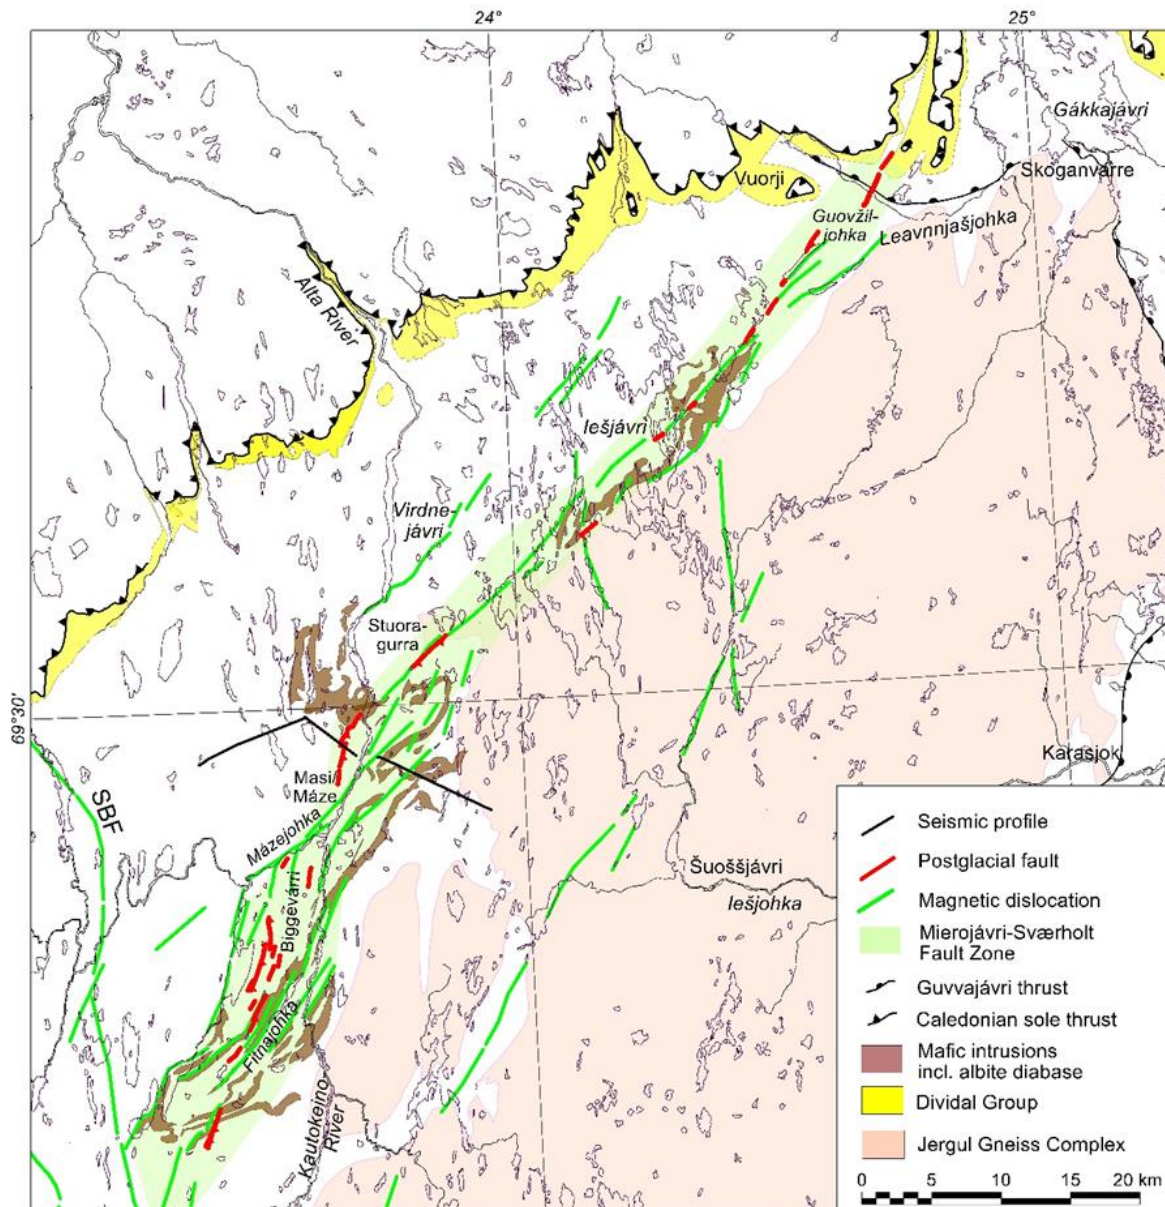 24°
25°
Gákkajávri
Skoganvarre
Vuorji
Guovžil-
johka
Leavnnjašjohka
Alta River
Iešjávri
Virdne-
jávri
Stuora-
gurra
69°30'
Masi/
Máze
Karasjok
SBF
Mázejohka
Šuoššjávri
Iešjohka
Biggevárri
Fitnajohka
Kautokeino
River
Seismic profile
Postglacial fault
Magnetic dislocation
Mierojávri-Sværholt
Fault Zone
Guvvajávri thrust
Caledonian sole thrust
Mafic intrusions
incl. albite diabase
Dividal Group
Jergul Gneiss Complex
0 5 10 15 20 km